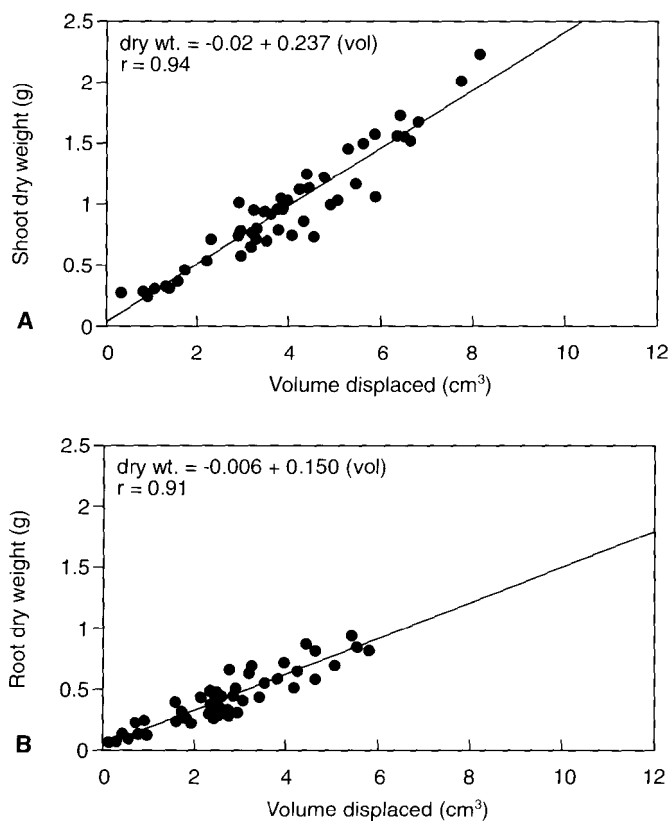 2.5
dry wt. = -0.02 + 0.237 (vol)
r = 0.94
2
1.5
1
0.5
0
Shoot dry weight (g)
A
0 2 4 6 8 10 12
Volume displaced (cm³)
2.5
dry wt. = -0.006 + 0.150 (vol)
r = 0.91
2
1.5
1
0.5
0
Root dry weight (g)
B
0 2 4 6 8 10 12
Volume displaced (cm³)